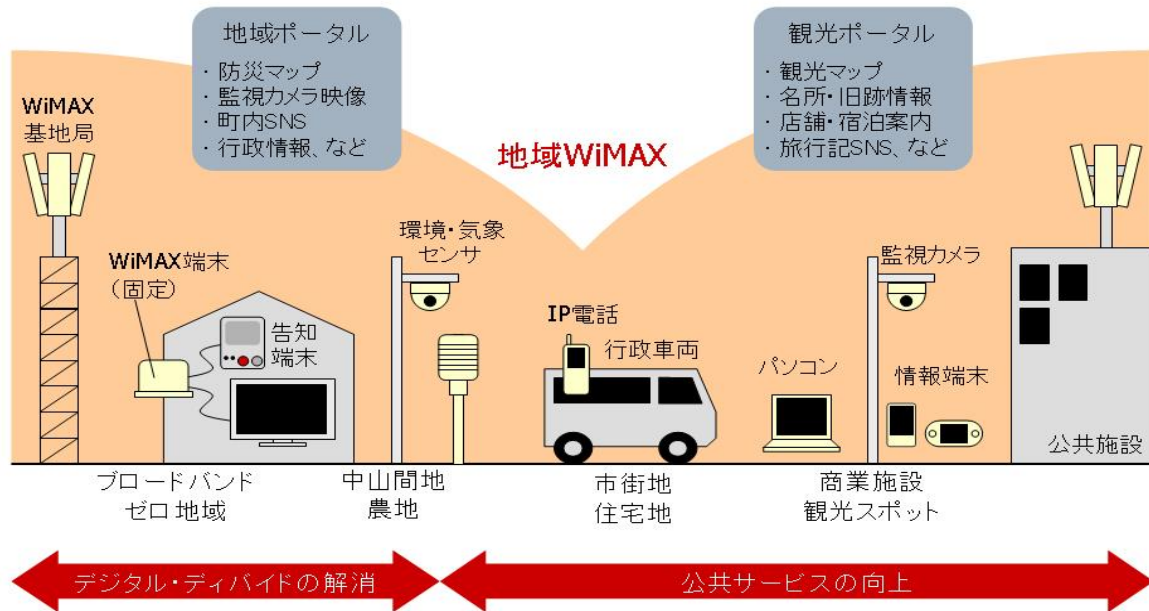 地域ポータル
・防災マップ
・監視カメラ映像
・町内SNS
・行政情報、など
観光ポータル
・観光マップ
・名所・旧跡情報
・店舗・宿泊案内
・旅行記SNS、など
WiMAX
基地局
地域WiMAX
環境・気象
センサ
監視カメラ
WiMAX端末
(固定)
告知
端末
IP電話
行政車両
パソコン
情報端末
公共施設
ブロードバンド
ゼロ地域
中山間地
農地
市街地
住宅地
商業施設
観光スポット
デジタル・ディバイドの解消
公共サービスの向上